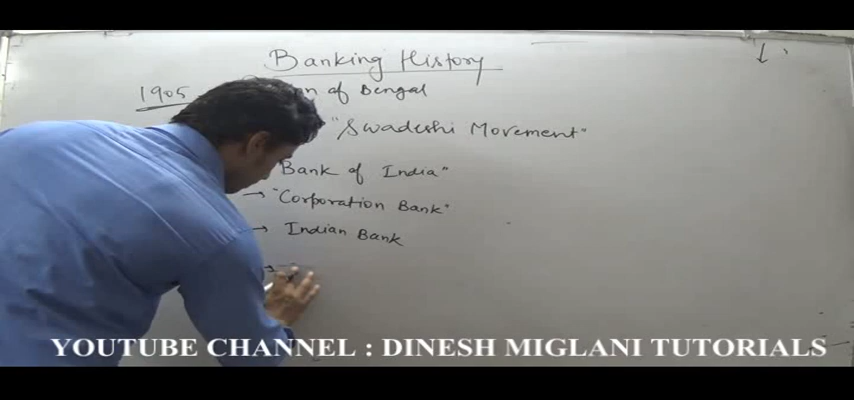 Banking History
1905 of Bengal
"Swadeshi Movement"
Bank of India"
→ "Corporation Bank"
→ Indian Bank
YOUTUBE CHANNEL : DINESH MIGLANI TUTORIALS